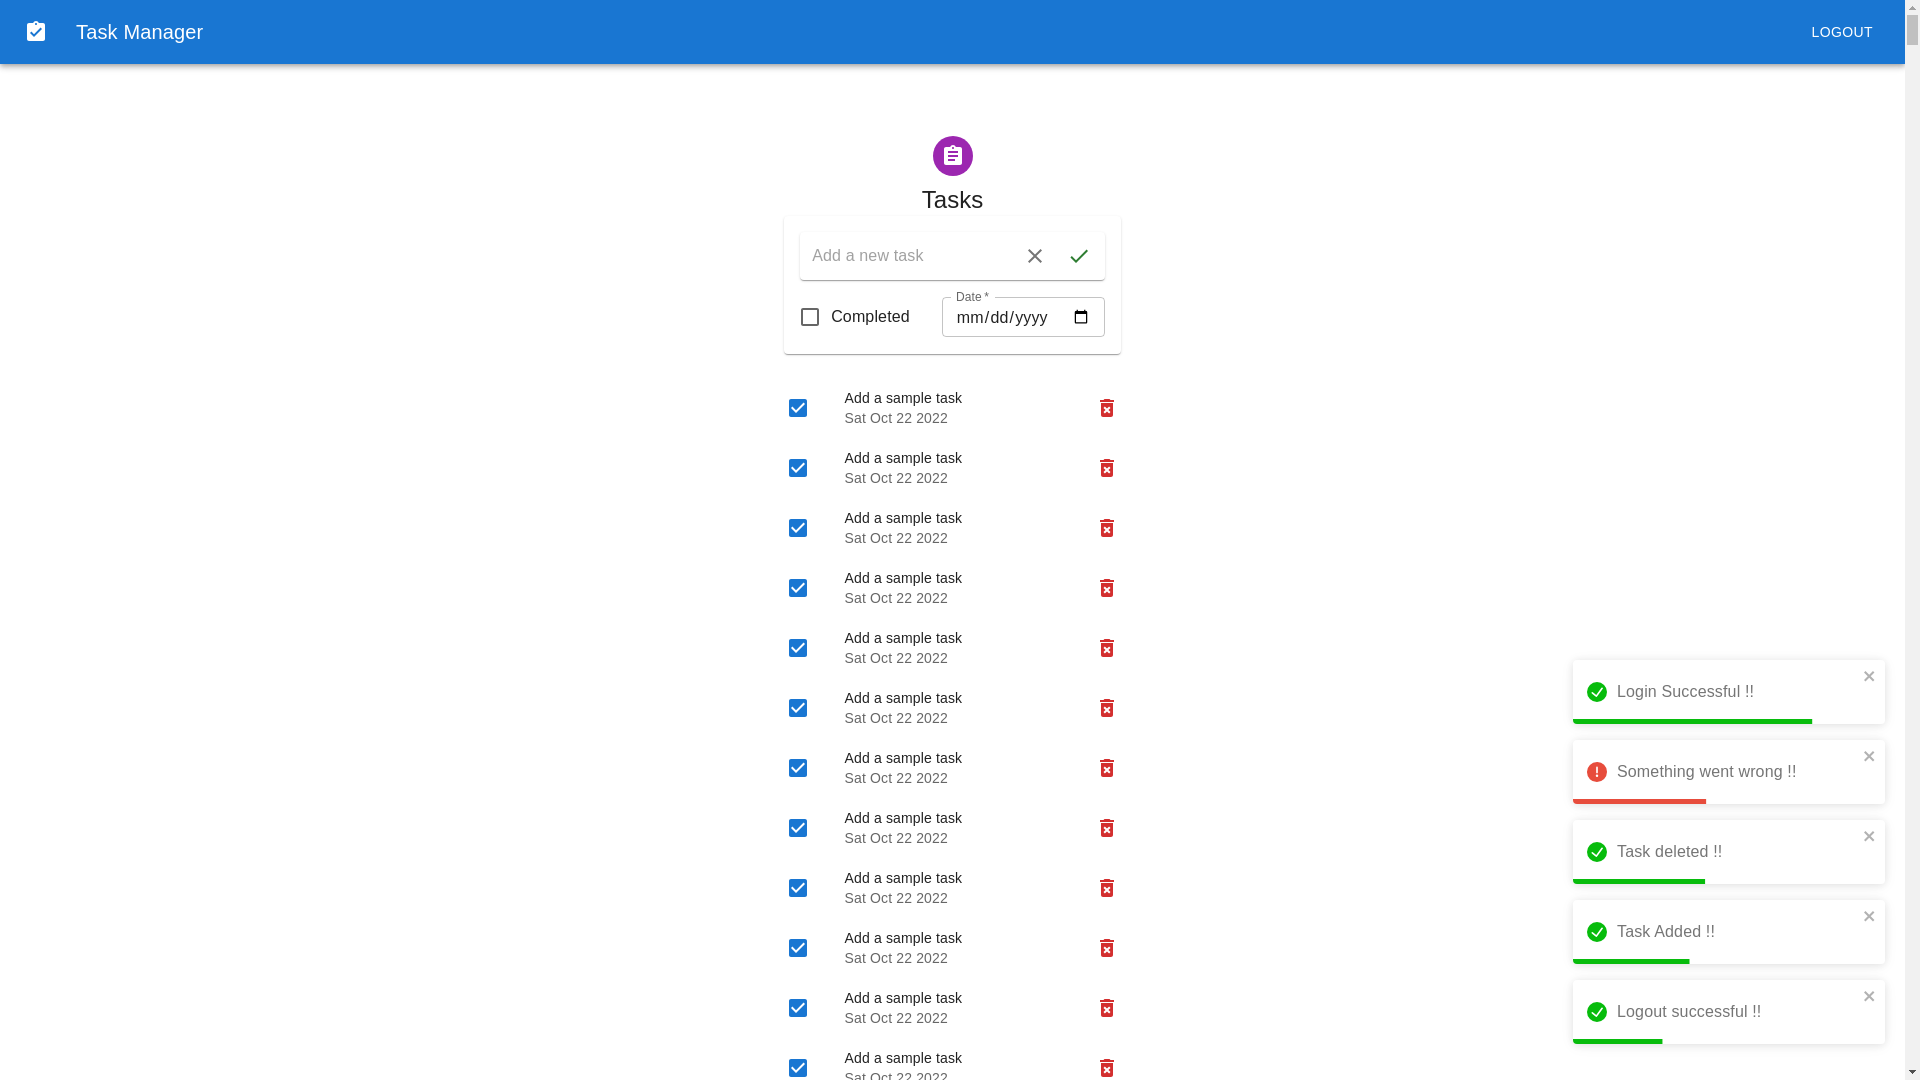 Task Manager
LOGOUT
Tasks
Add a new task
Date *
Completed
mm/dd/yyyy
Add a sample task
Sat Oct 22 2022
Add a sample task
Sat Oct 22 2022
Add a sample task
Sat Oct 22 2022
Add a sample task
Sat Oct 22 2022
Add a sample task
Sat Oct 22 2022
Add a sample task
Sat Oct 22 2022
Add a sample task
Sat Oct 22 2022
Add a sample task
Sat Oct 22 2022
Add a sample task
Sat Oct 22 2022
Add a sample task
Sat Oct 22 2022
Add a sample task
Sat Oct 22 2022
Add a sample task
Sat Oct 22 2022
Login Successful !!
Something went wrong !!
Task deleted !!
Task Added !!
Logout successful !!